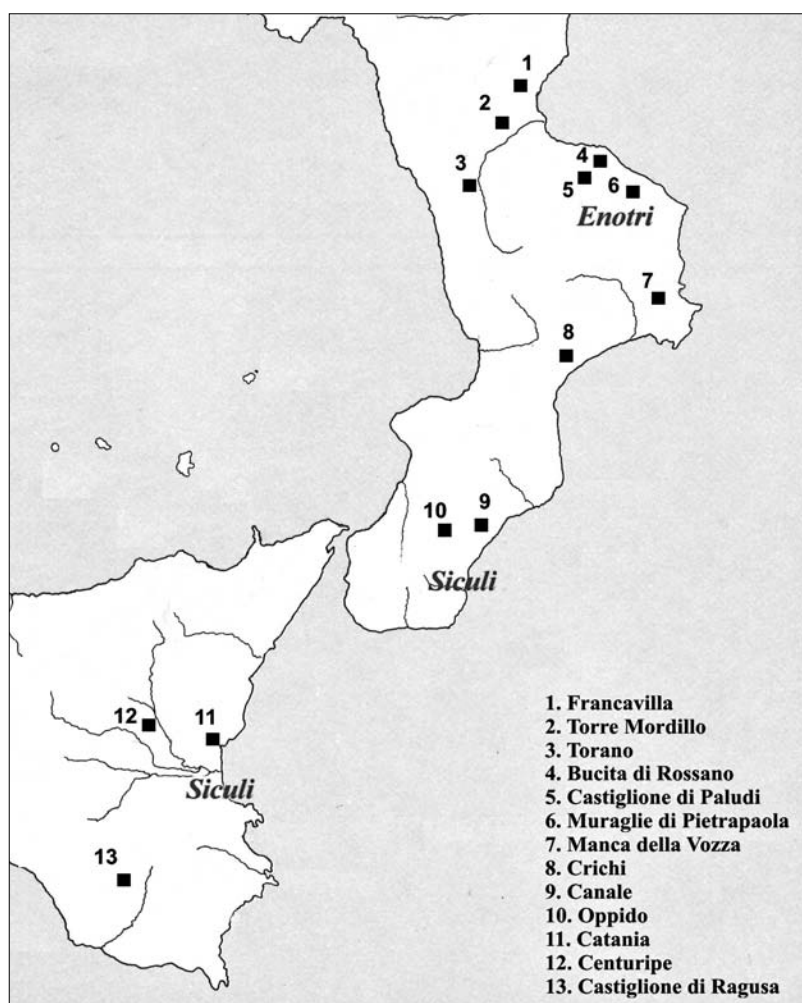 1
2
3
4
5
6
Enotri
7
8
9
10
Siculi
12
11
Siculi
13
1. Francavilla
2. Torre Mordillo
3. Torano
4. Bucita di Rossano
5. Castiglione di Paludi
6. Muraglie di Pietrapaola
7. Manca della Vozza
8. Crichi
9. Canale
10. Oppido
11. Catania
12. Centuripe
13. Castiglione di Ragusa